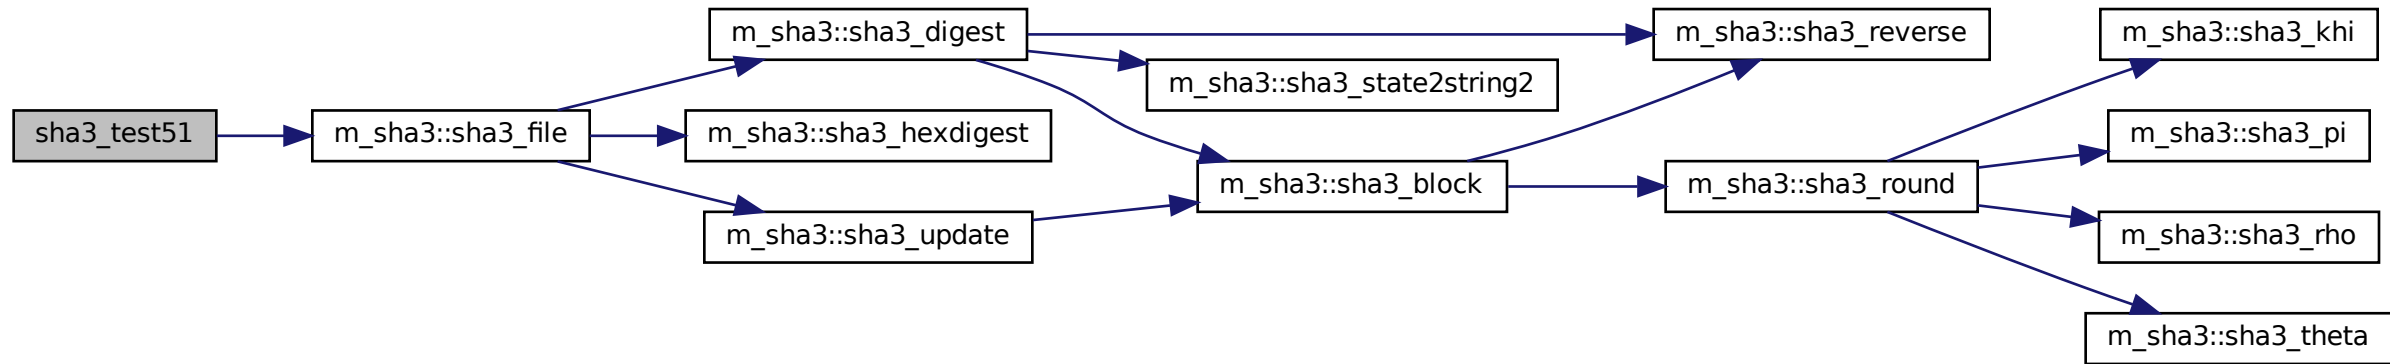 sha3_test51
m_sha3::sha3_file
m_sha3::sha3_digest
m_sha3::sha3_hexdigest
m_sha3::sha3_update
m_sha3::sha3_state2string2
m_sha3::sha3_block
m_sha3::sha3_reverse
m_sha3::sha3_round
m_sha3::sha3_khi
m_sha3::sha3_pi
m_sha3::sha3_rho
m_sha3::sha3_theta